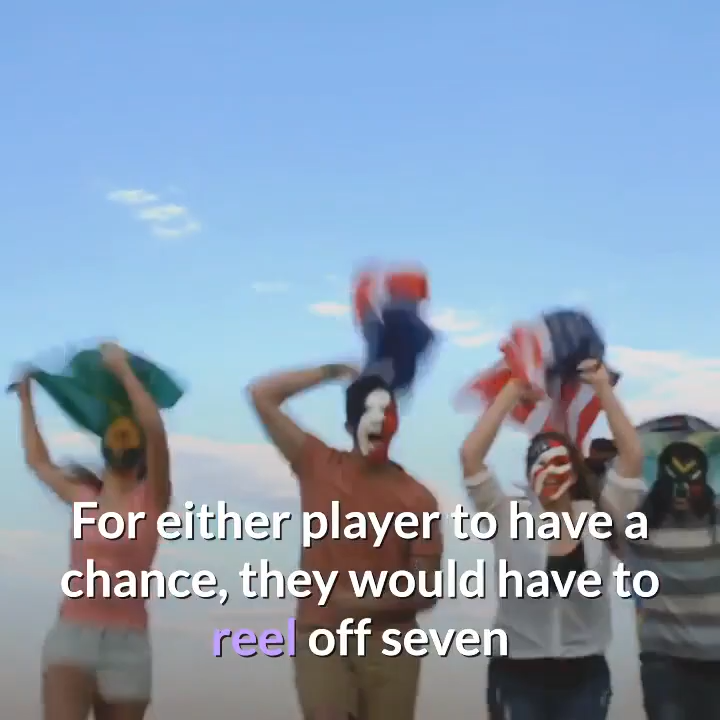 For either player to have a
chance, they would have to
reel off seven